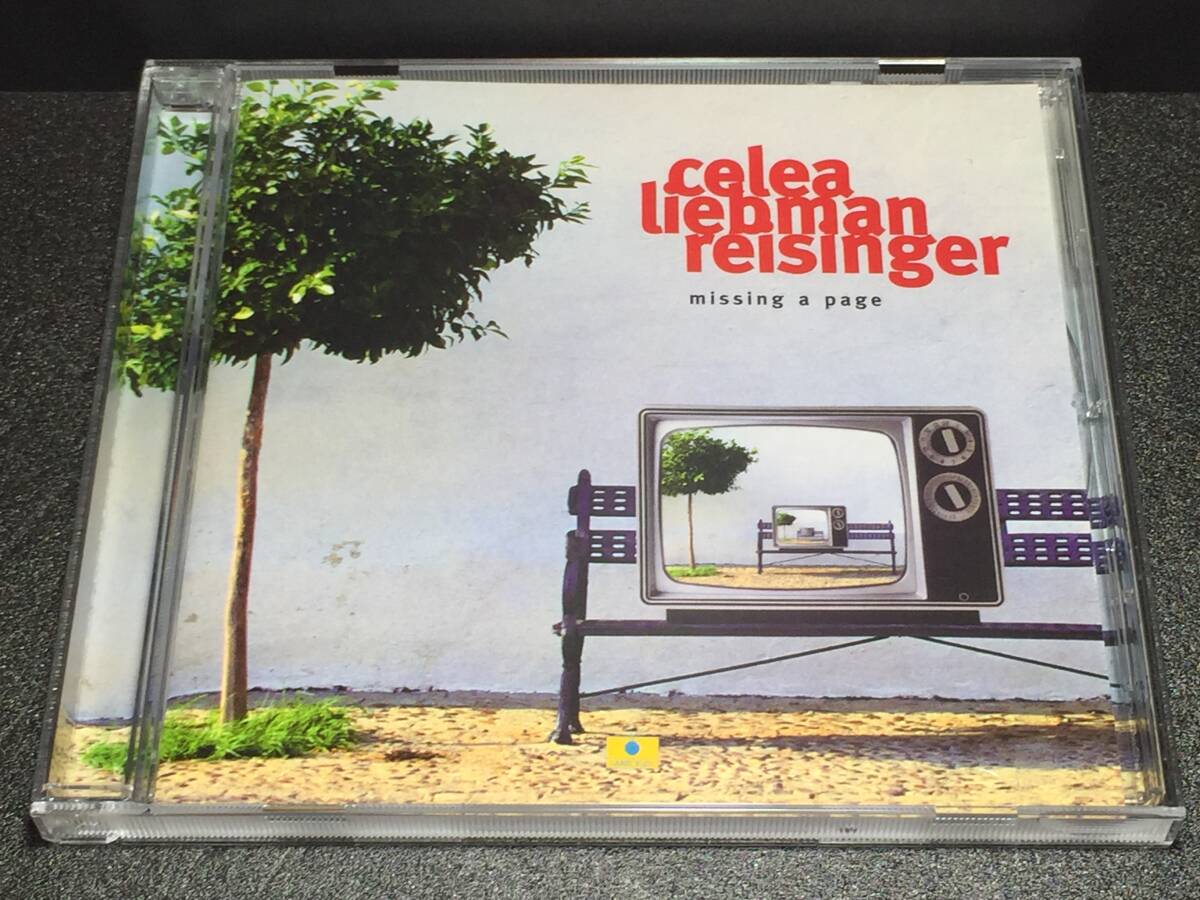 celea
liebman
reisinger
missing a page